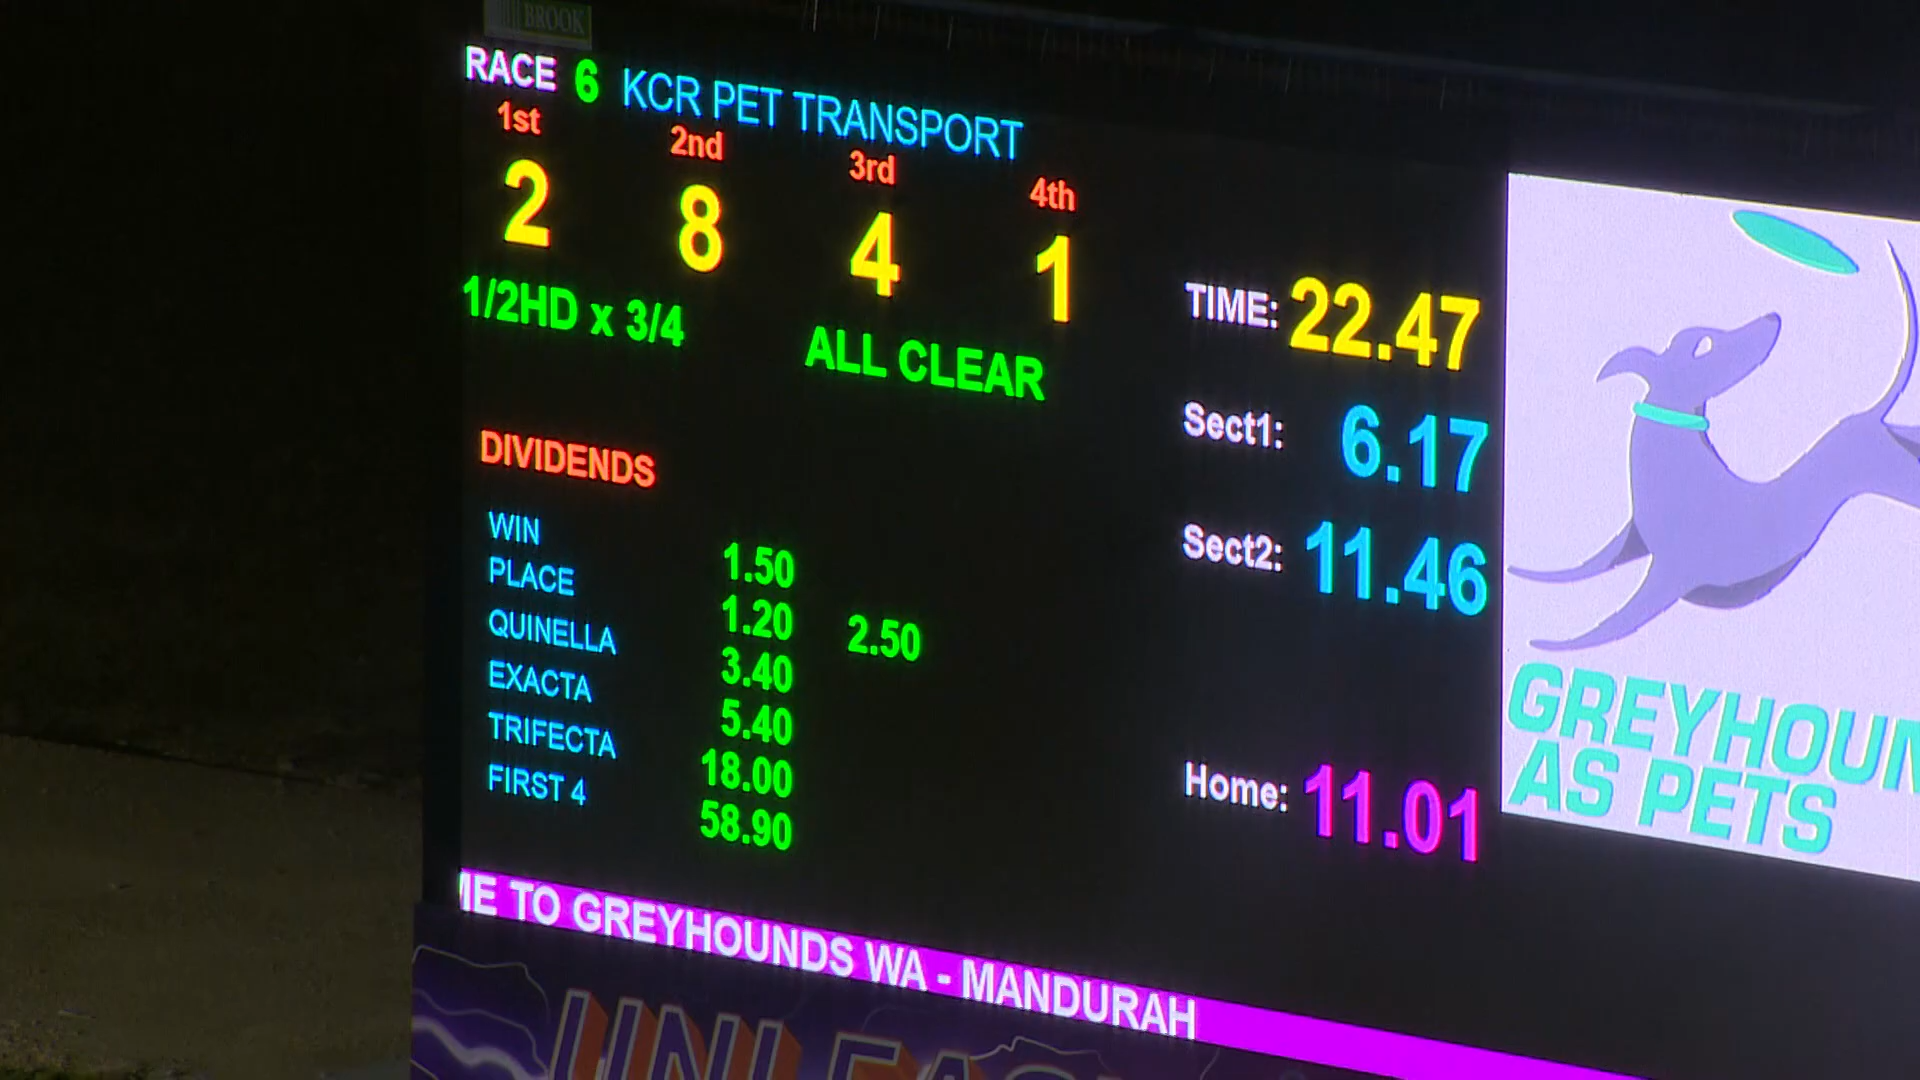 BROOK
RACE 6 KCR PET TRANSPORT
1st 2nd 3rd 4th
2 8 4 1
1/2HD x 3/4 ALL CLEAR
TIME: 22.47
Sect1: 6.17
Sect2: 11.46
Home: 11.01
DIVIDENDS
WIN 1.50
PLACE 1.20 2.50
QUINELLA 3.40
EXACTA 5.40
TRIFECTA 18.00
FIRST 4 58.90
ME TO GREYHOUNDS WA - MANDURAH
GREYHOUN
AS PETS
UNLEAS